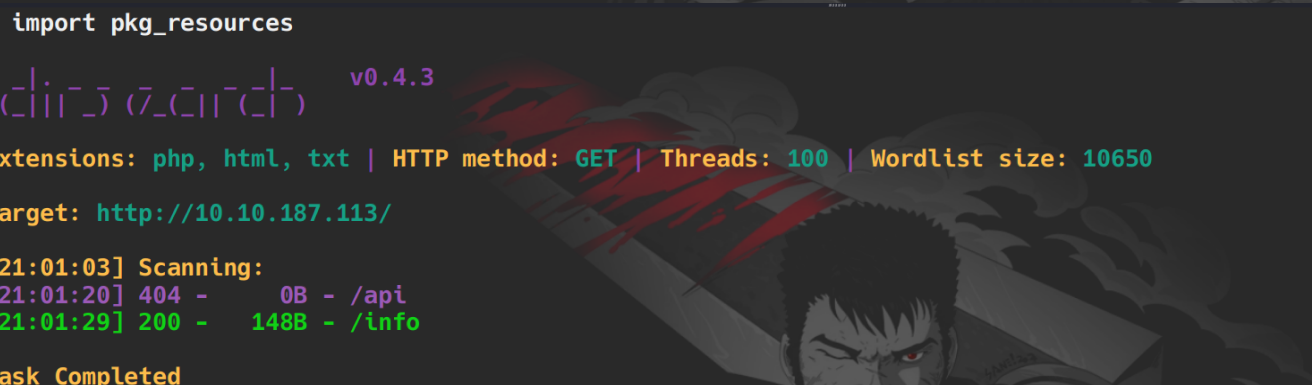 import pkg_resources
v0.4.3
xtensions: php, html, txt | HTTP method: GET | Threads: 100 | Wordlist size: 10650
arget: http://10.10.187.113/
21:01:03] Scanning:
21:01:20] 404 -     0B - /api
21:01:29] 200 -   148B - /info
ask Completed